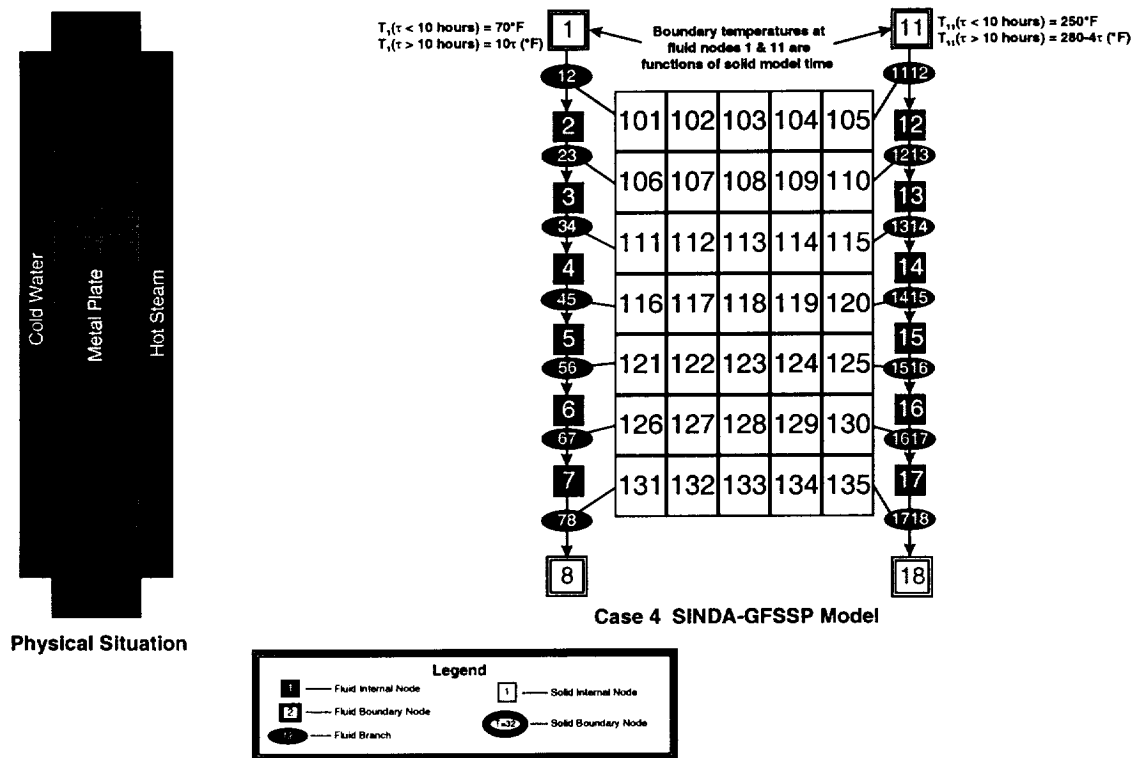 T₁(τ < 10 hours) = 70°F
T₁(τ > 10 hours) = 10τ (°F)
1
Boundary temperatures at
fluid nodes 1 & 11 are
functions of solid model time
11
T₁₁(τ < 10 hours) = 250°F
T₁₁(τ > 10 hours) = 280-4τ (°F)
12
1112
2
101 102 103 104 105
12
23
1213
3
106 107 108 109 110
13
34
1314
4
111 112 113 114 115
14
45
116 117 118 119 120
1415
5
15
56
121 122 123 124 125
1516
6
16
67
126 127 128 129 130
1617
7
131 132 133 134 135
17
78
1718
8
18
Cold Water
Metal Plate
Hot Steam
Physical Situation
Case 4 SINDA-GFSSP Model
Legend
1 Fluid Internal Node
1 Solid Internal Node
2 Fluid Boundary Node
T=32 Solid Boundary Node
12 Fluid Branch